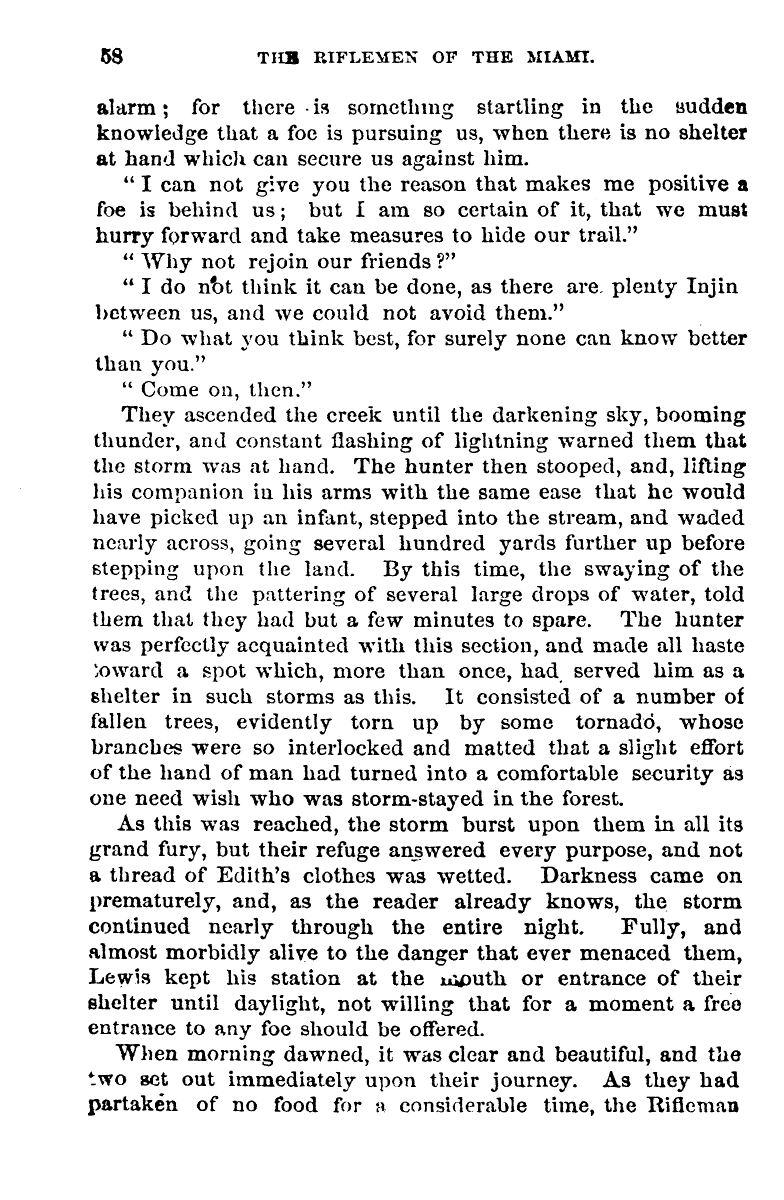 58 THE RIFLEMEN OF THE MIAMI.
alarm; for there is something startling in the sudden
knowledge that a foe is pursuing us, when there is no shelter
at hand which can secure us against him.
“I can not give you the reason that makes me positive a
foe is behind us; but I am so certain of it, that we must
hurry forward and take measures to hide our trail.”
“Why not rejoin our friends?”
“I do not think it can be done, as there are plenty Injin
between us, and we could not avoid them.”
“Do what you think best, for surely none can know better
than you.”
“Come on, then.”
They ascended the creek until the darkening sky, booming
thunder, and constant flashing of lightning warned them that
the storm was at hand. The hunter then stooped, and, lifting
his companion in his arms with the same ease that he would
have picked up an infant, stepped into the stream, and waded
nearly across, going several hundred yards further up before
stepping upon the land. By this time, the swaying of the
trees, and the pattering of several large drops of water, told
them that they had but a few minutes to spare. The hunter
was perfectly acquainted with this section, and made all haste
toward a spot which, more than once, had served him as a
shelter in such storms as this. It consisted of a number of
fallen trees, evidently torn up by some tornado, whose
branches were so interlocked and matted that a slight effort
of the hand of man had turned into a comfortable security as
one need wish who was storm-stayed in the forest.
As this was reached, the storm burst upon them in all its
grand fury, but their refuge answered every purpose, and not
a thread of Edith’s clothes was wetted. Darkness came on
prematurely, and, as the reader already knows, the storm
continued nearly through the entire night. Fully, and
almost morbidly alive to the danger that ever menaced them,
Lewis kept his station at the mouth or entrance of their
shelter until daylight, not willing that for a moment a free
entrance to any foe should be offered.
When morning dawned, it was clear and beautiful, and the
two set out immediately upon their journey. As they had
partaken of no food for a considerable time, the Rifleman